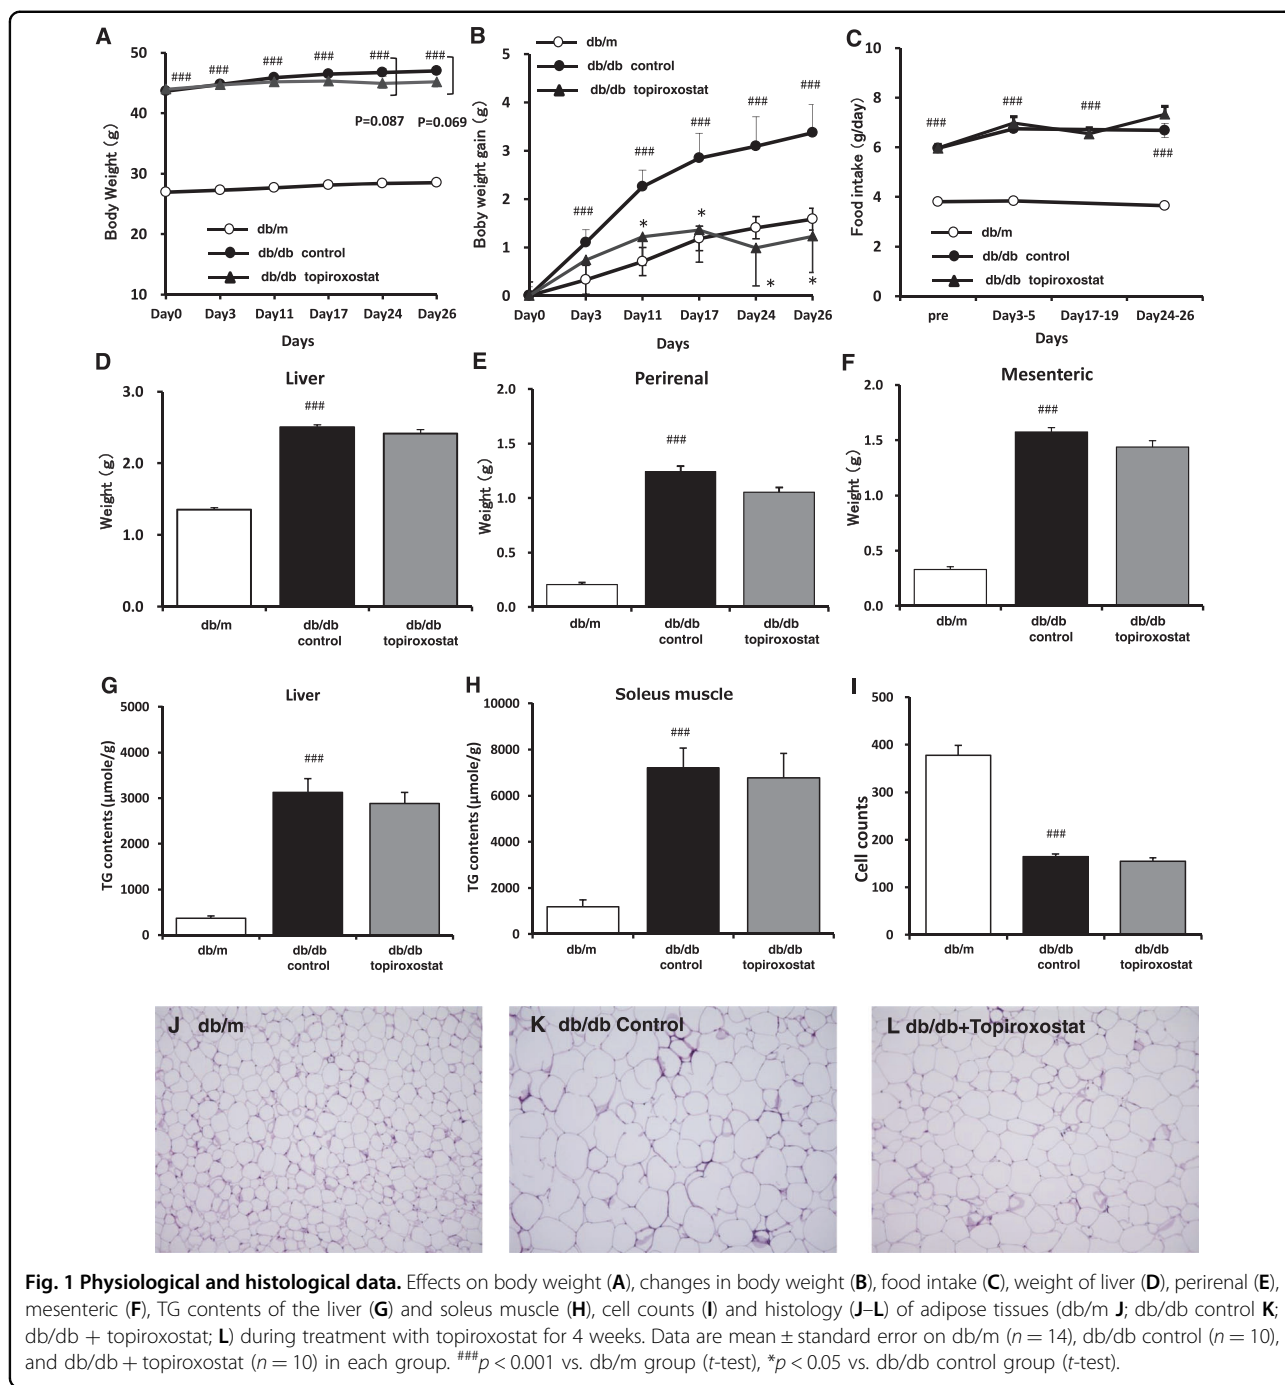 A
50
40
30
20
10
Body Weight (g)
###
###
###
###
###
###
P=0.087
P=0.069
db/m
db/db control
db/db topiroxostat
Day0
Day3
Day11
Day17
Day24
Day26
Days
B
db/m
db/db control
db/db topiroxostat
5
4
3
2
1
0
Boby weight gain (g)
###
###
###
###
###
*
*
*
*
Day0
Day3
Day11
Day17
Day24
Day26
Days
C
10
8
6
4
2
0
Food intake (g/day)
###
###
###
###
db/m
db/db control
db/db topiroxostat
pre
Day3-5
Day17-19
Day24-26
Days
D
Liver
3.0
2.0
1.0
0.0
Weight (g)
###
db/m
db/db
control
db/db
topiroxostat
E
Perirenal
2.0
1.5
1.0
0.5
0.0
Weight (g)
###
db/m
db/db
control
db/db
topiroxostat
F
Mesenteric
2.0
1.5
1.0
0.5
0.0
Weight (g)
###
db/m
db/db
control
db/db
topiroxostat
G
Liver
5000
4000
3000
2000
1000
0
TG contents (µmole/g)
###
db/m
db/db
control
db/db
topiroxostat
H
Soleus muscle
10000
8000
6000
4000
2000
0
TG contents (µmole/g)
###
db/m
db/db
control
db/db
topiroxostat
I
500
400
300
200
100
0
Cell counts
###
db/m
db/db
control
db/db
topiroxostat
J db/m
K db/db Control
L db/db+Topiroxostat
Fig. 1 Physiological and histological data. Effects on body weight (A), changes in body weight (B), food intake (C), weight of liver (D), perirenal (E),
mesenteric (F), TG contents of the liver (G) and soleus muscle (H), cell counts (I) and histology (J–L) of adipose tissues (db/m J; db/db control K;
db/db + topiroxostat; L) during treatment with topiroxostat for 4 weeks. Data are mean ± standard error on db/m (n = 14), db/db control (n = 10),
and db/db + topiroxostat (n = 10) in each group. ###p < 0.001 vs. db/m group (t-test), *p < 0.05 vs. db/db control group (t-test).